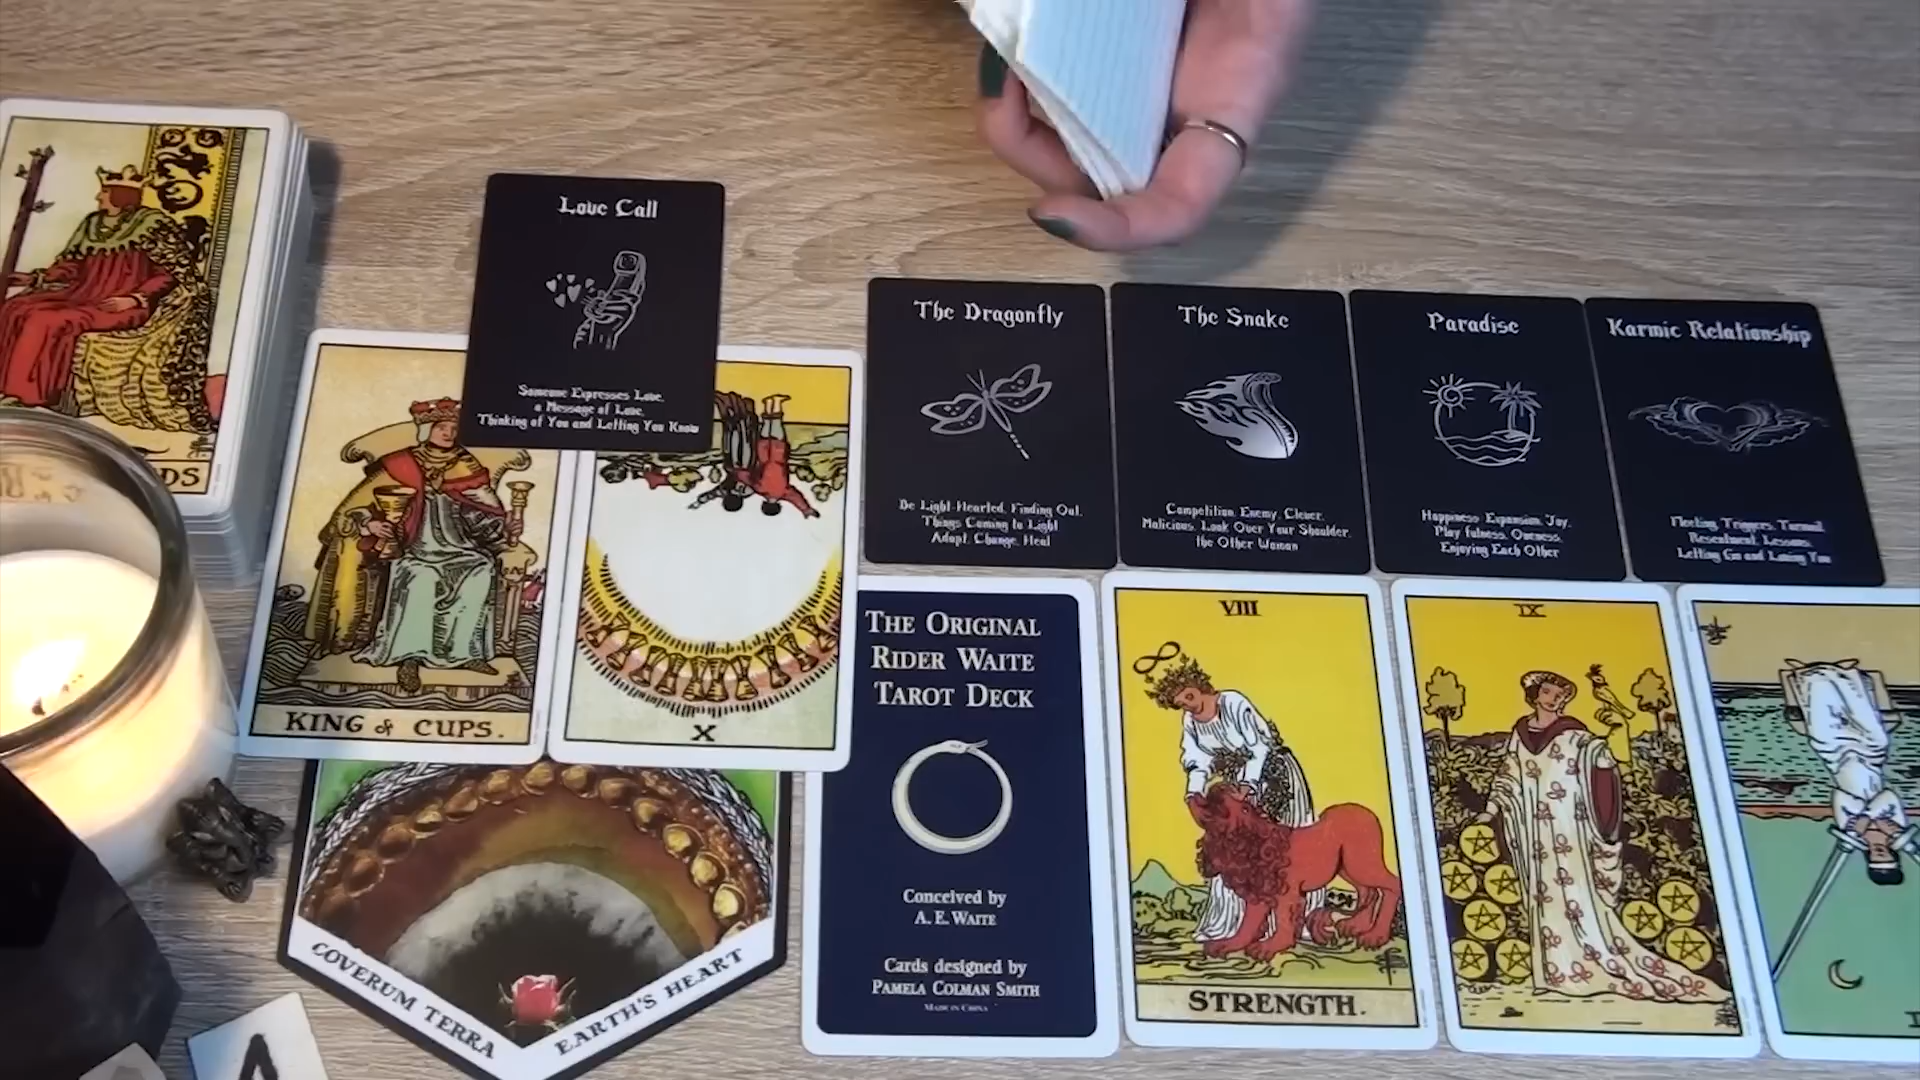 DS
Love Call
Someone Expresses Love,
a Message of Love,
Thinking of You and Letting You Know
The Dragonfly
Be Light-Hearted, Finding Out,
Things Coming to Light
Adapt, Change, Heal
The Snake
Competition, Enemy, Clever,
Malicious, Look Over Your Shoulder,
the Other Woman
Paradise
Happiness Expansion, Joy,
Play fulness, Oneness,
Enjoying Each Other
Karmic Relationship
Fleeting, Triggers, Turmoil,
Resentment, Lessons,
Letting Go and Losing You
KING of CUPS.
X
THE ORIGINAL
RIDER WAITE
TAROT DECK
Conceived by
A. E. WAITE
Cards designed by
PAMELA COLMAN SMITH
MADE IN CHINA
VIII
STRENGTH.
IX
COVERUM TERRA
EARTH'S HEART